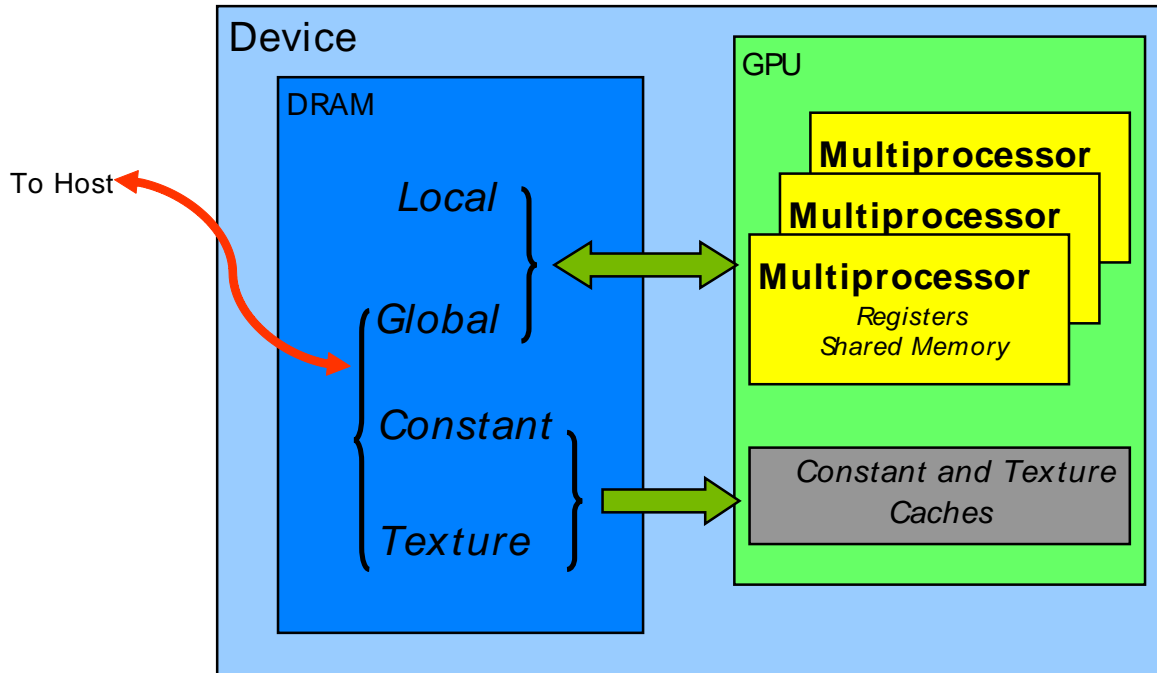 Device
GPU
DRAM
To Host
Local
Global
Constant
Texture
Multiprocessor
Multiprocessor
Multiprocessor
Registers
Shared Memory
Constant and Texture
Caches